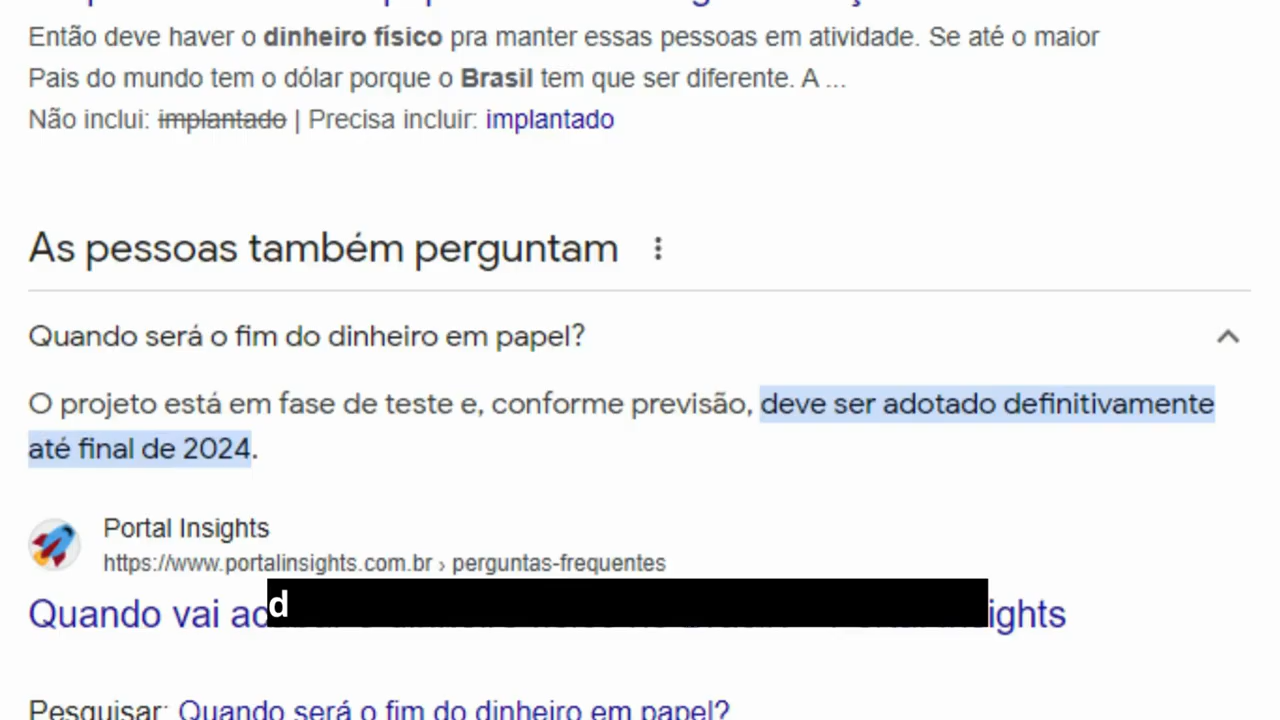 Então deve haver o dinheiro físico pra manter essas pessoas em atividade. Se até o maior
Pais do mundo tem o dólar porque o Brasil tem que ser diferente. A ...
Não inclui: implantado | Precisa incluir: implantado
As pessoas também perguntam
Quando será o fim do dinheiro em papel?
O projeto está em fase de teste e, conforme previsão, deve ser adotado definitivamente
até final de 2024.
Portal Insights
https://www.portalinsights.com.br › perguntas-frequentes
d
Quando vai ights
Pesquisar: Quando será o fim do dinheiro em papel?